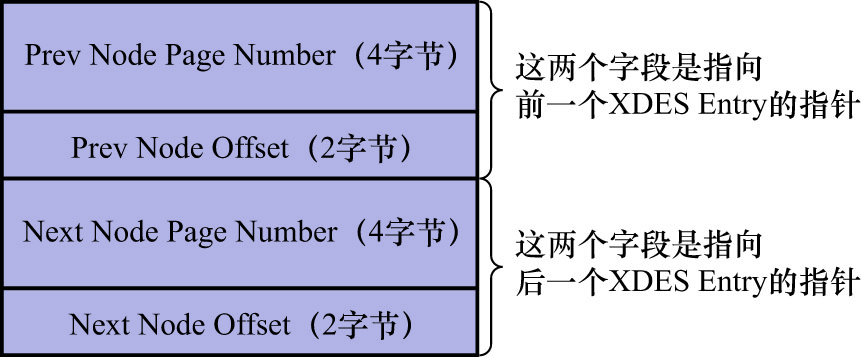 Prev Node Page Number（4字节）
Prev Node Offset（2字节）
这两个字段是指向
前一个XDES Entry的指针
Next Node Page Number（4字节）
Next Node Offset（2字节）
这两个字段是指向
后一个XDES Entry的指针